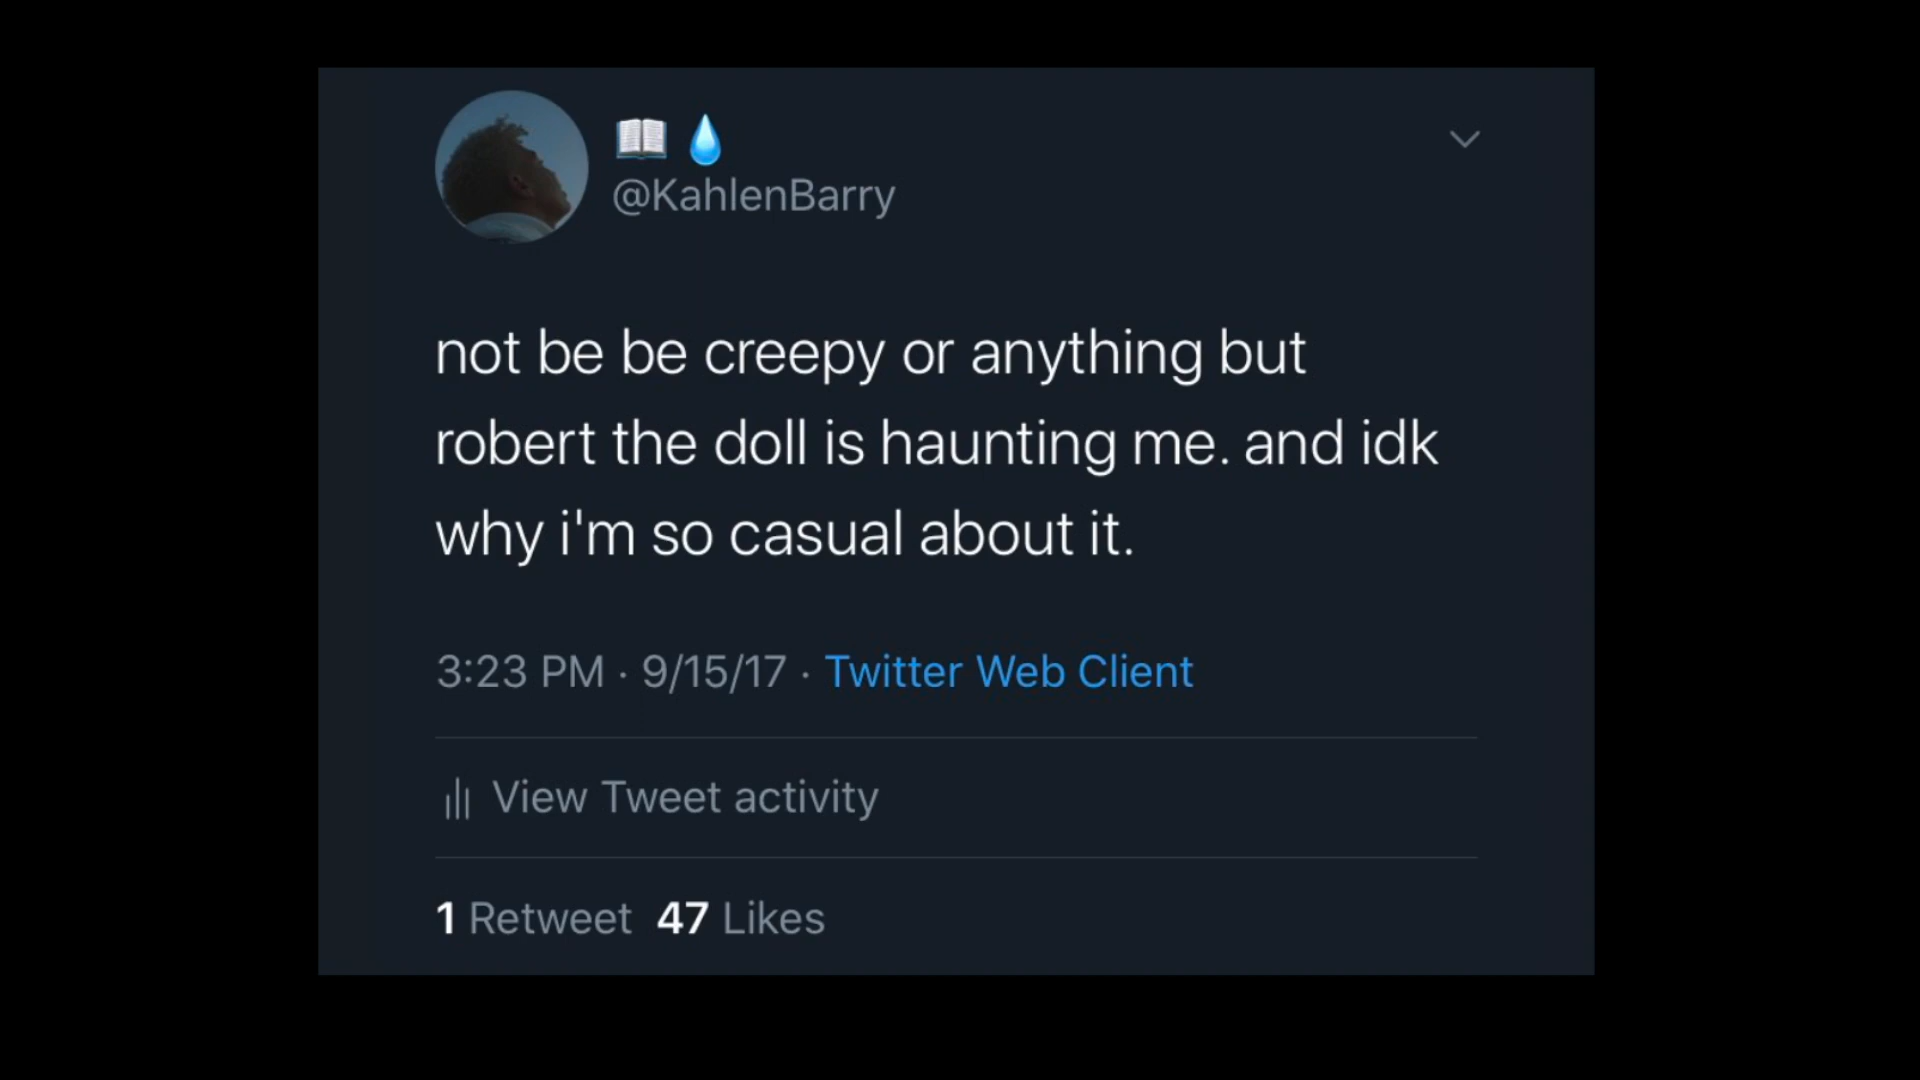 📖 💧
@KahlenBarry
not be be creepy or anything but
robert the doll is haunting me. and idk
why i'm so casual about it.
3:23 PM · 9/15/17 · Twitter Web Client
View Tweet activity
1 Retweet 47 Likes